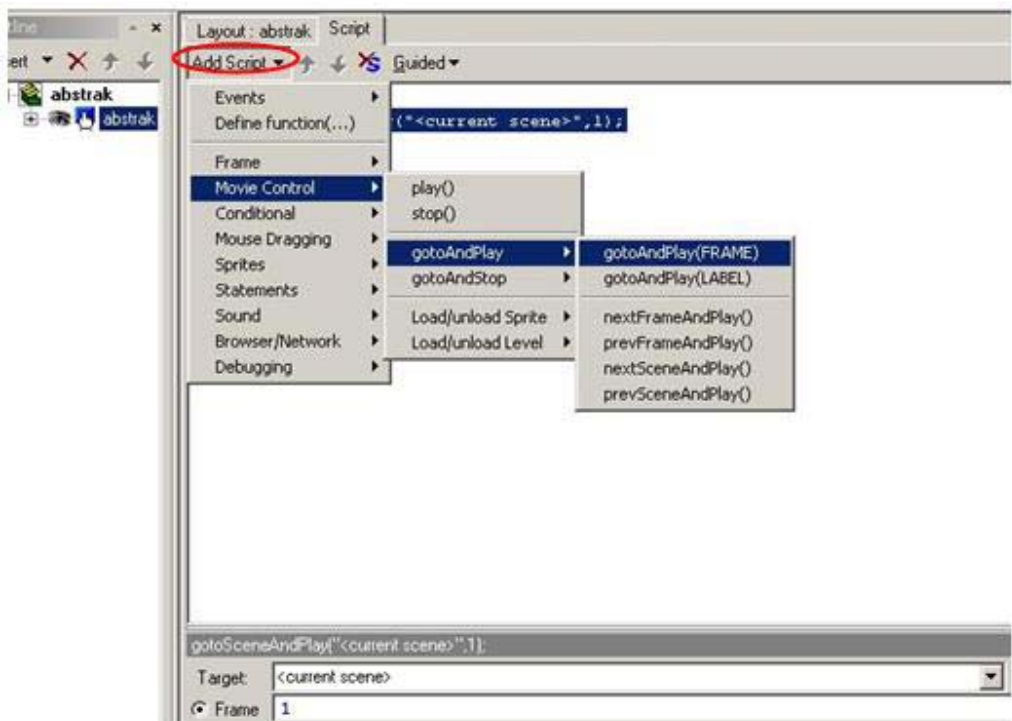 Layout : abstrak Script
Add Script Guided
abstrak
abstrak
Events
Define function(...)
("<current scene>",1);
Frame
Movie Control
Conditional
Mouse Dragging
Sprites
Statements
Sound
Browser/Network
Debugging
play()
stop()
gotoAndPlay
gotoAndStop
Load/unload Sprite
Load/unload Level
gotoAndPlay(FRAME)
gotoAndPlay(LABEL)
nextFrameAndPlay()
prevFrameAndPlay()
nextSceneAndPlay()
prevSceneAndPlay()
gotoSceneAndPlay("<current scene>",1);
Target: <current scene>
Frame 1